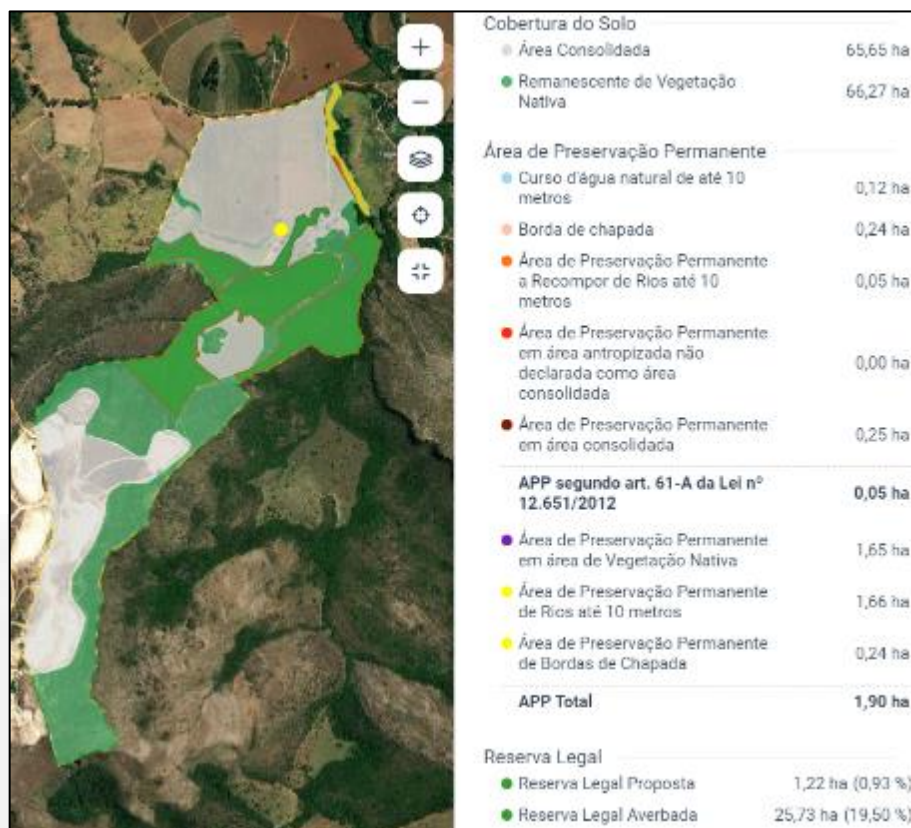 Cobertura do Solo
Área Consolidada 65,65 ha
Remanescente de Vegetação
Nativa 66,27 ha
Área de Preservação Permanente
Curso d'água natural de até 10
metros 0,12 ha
Borda de chapada 0,24 ha
Área de Preservação Permanente
a Recompor de Rios até 10
metros 0,05 ha
Área de Preservação Permanente
em área antropizada não
declarada como área
consolidada 0,00 ha
Área de Preservação Permanente
em área consolidada 0,25 ha
APP segundo art. 61-A da Lei nº
12.651/2012 0,05 ha
Área de Preservação Permanente
em área de Vegetação Nativa 1,65 ha
Área de Preservação Permanente
de Rios até 10 metros 1,66 ha
Área de Preservação Permanente
de Bordas de Chapada 0,24 ha
APP Total 1,90 ha
Reserva Legal
Reserva Legal Proposta 1,22 ha (0,93 %)
Reserva Legal Averbada 25,73 ha (19,50 %)